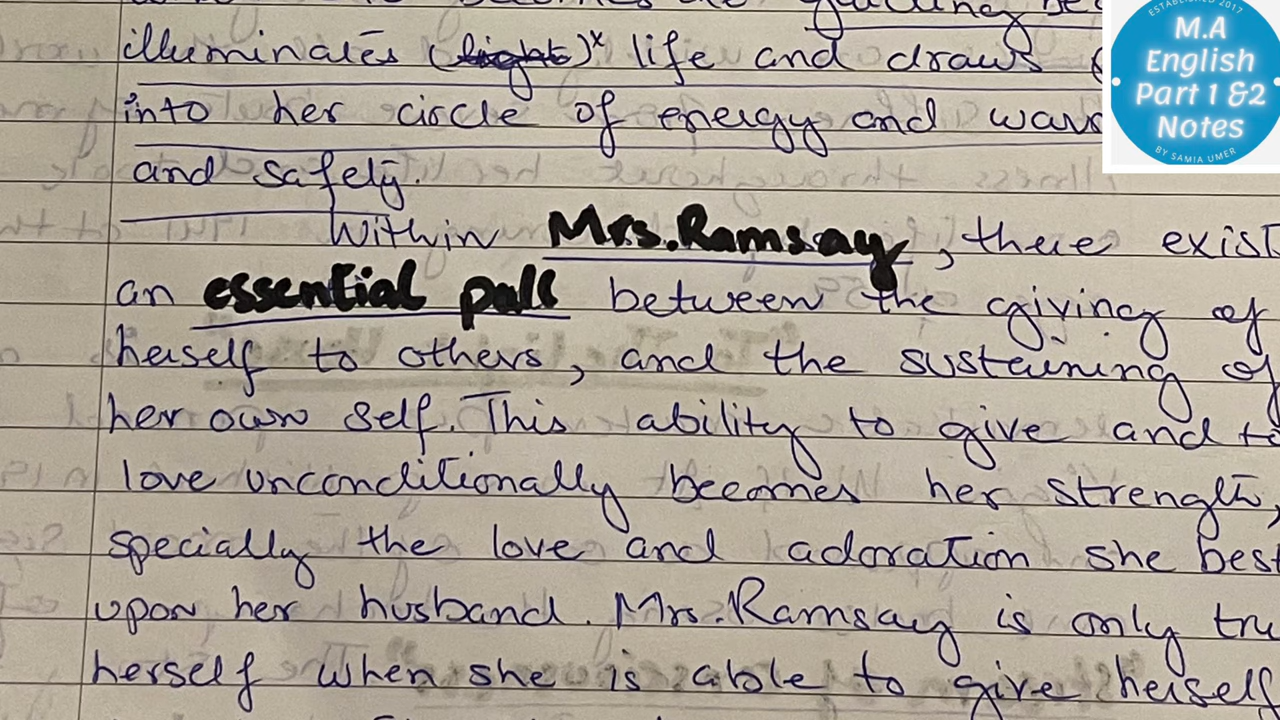 guiding
illuminates (light)x life and draws
into her circle of energy and
and safety.
Within Mrs. Ramsay, there exist
an essential pull between the giving of
herself to others, and the sustaining of
her own self. This ability to give and to
love unconditionally becomes her strength,
specially the love and adoration she best
upon her husband. Mrs. Ramsay is only tru
herself when she is able to give herself
ESTABLISHED 2017
M.A
English
Part 1 & 2
Notes
BY SAMIA UMER